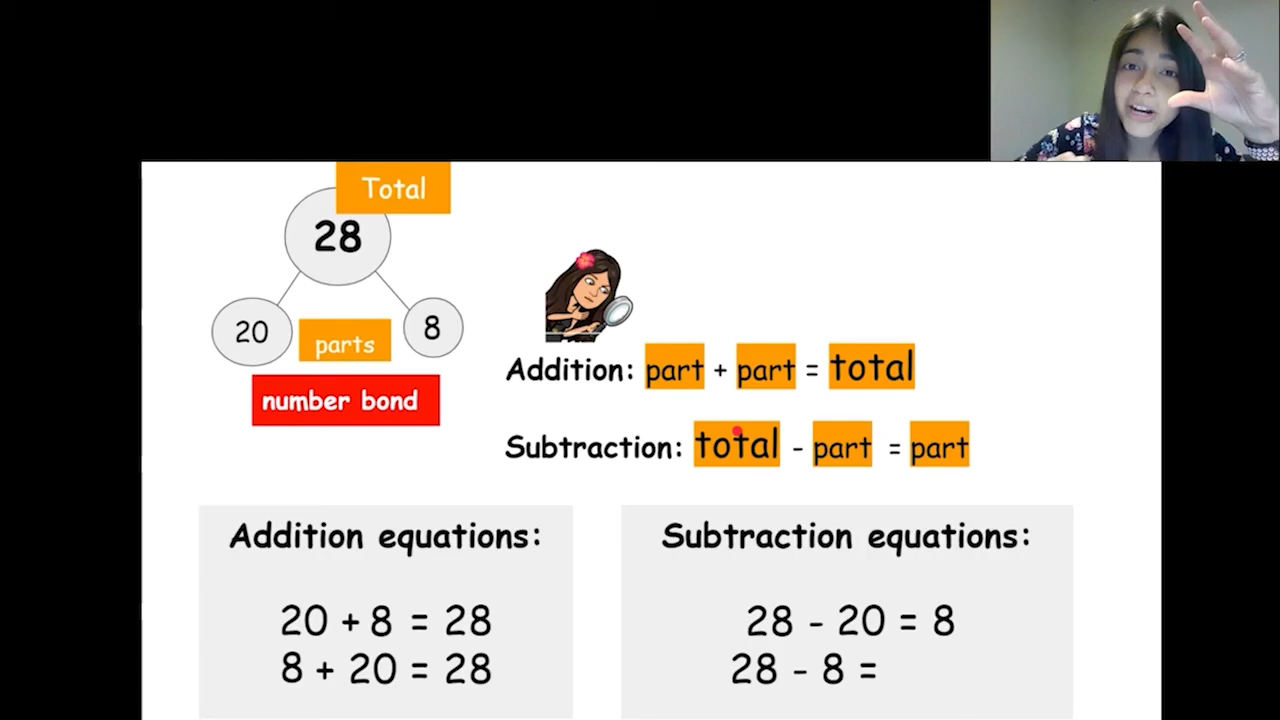 Total
28
20
8
parts
number bond
Addition: part + part = total
Subtraction: total - part = part
Addition equations:
20 + 8 = 28
8 + 20 = 28
Subtraction equations:
28 - 20 = 8
28 - 8 =